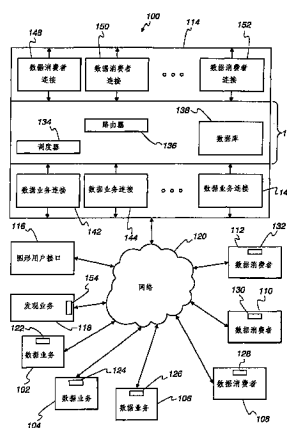 100
148
150
114
152
数据消费者
连接
数据消费者
连接
数据消费者
连接
134
路由器
138
调度器
136
数据库
数据业务连接
数据业务连接
数据业务连接
142
144
116
120
112
132
图形用户接口
数据消费者
154
网络
发现业务
130
110
122
118
数据消费者
数据业务
124
126
128
102
数据业务
数据业务
数据消费者
104
106
108